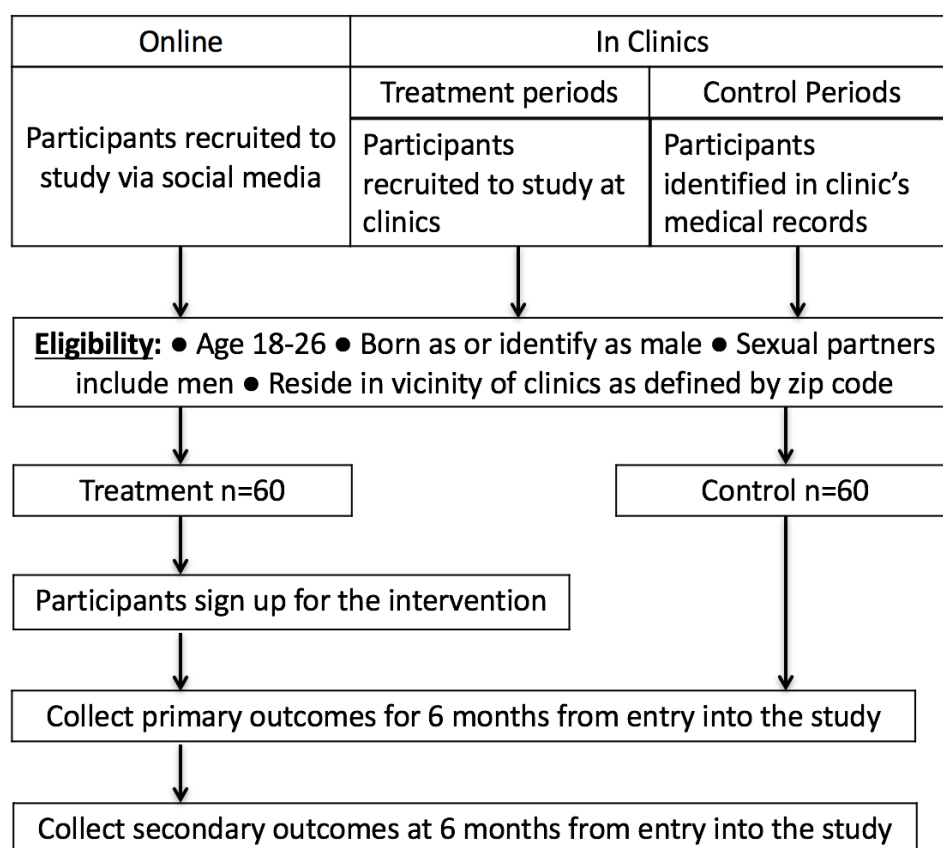 Online
In Clinics
Treatment periods
Control Periods
Participants recruited to
study via social media
Participants
recruited to study at
clinics
Participants
identified in clinic's
medical records
Eligibility: ● Age 18-26 ● Born as or identify as male ● Sexual partners
include men ● Reside in vicinity of clinics as defined by zip code
Treatment n=60
Control n=60
Participants sign up for the intervention
Collect primary outcomes for 6 months from entry into the study
Collect secondary outcomes at 6 months from entry into the study